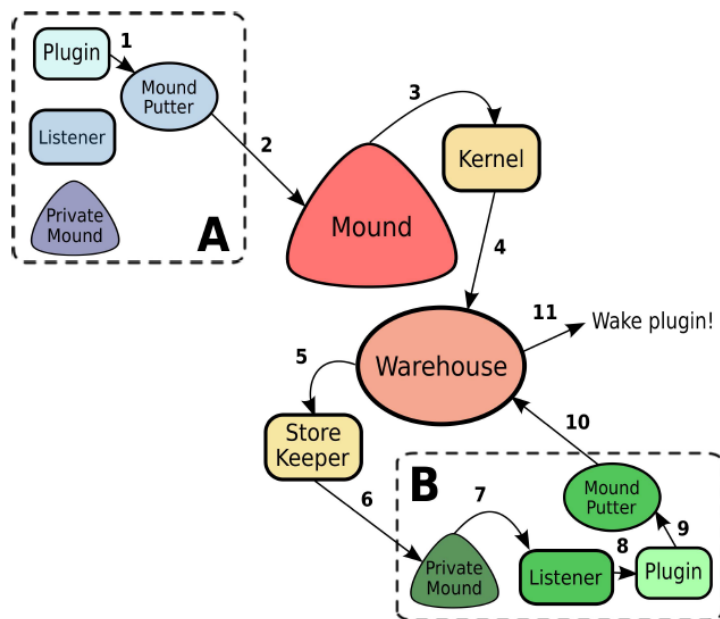 Plugin
1
Mound
Putter
Listener
Private
Mound
A
2
3
Mound
Kernel
4
Warehouse
11
Wake plugin!
5
Store
Keeper
10
6
B
7
Mound
Putter
Private
Mound
Listener
8
9
Plugin